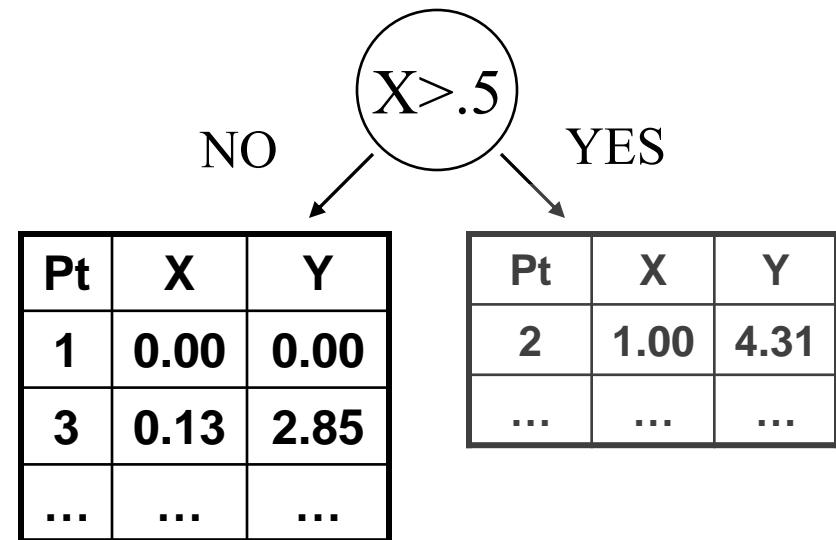 X>.5
NO
YES
Pt X Y
1 0.00 0.00
3 0.13 2.85
... ... ...
Pt X Y
2 1.00 4.31
... ... ...